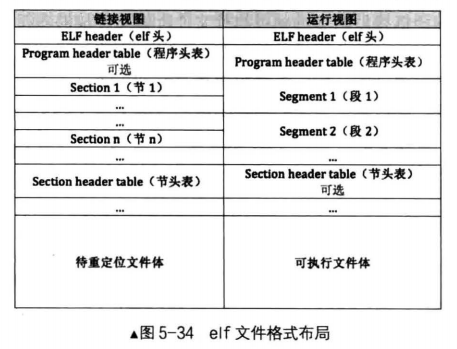 链接视图 运行视图
ELF header（elf 头） ELF header（elf 头）
Program header table（程序头表） Program header table（程序头表）
可选
Section 1（节 1） Segment 1（段 1）
...
... Segment 2（段 2）
Section n（节 n）
... ...
Section header table（节头表） Section header table（节头表）
可选
... ...
待重定位文件体 可执行文件体
▲图 5-34 elf 文件格式布局